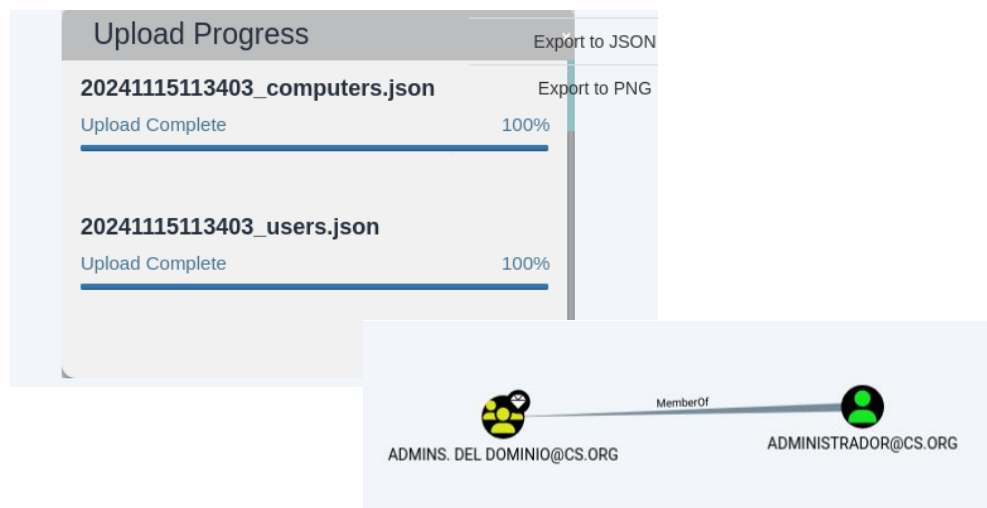 Upload Progress
×
Export to JSON
20241115113403_computers.json
Export to PNG
Upload Complete
100%
20241115113403_users.json
Upload Complete
100%
MemberOf
ADMINS. DEL DOMINIO@CS.ORG
ADMINISTRADOR@CS.ORG